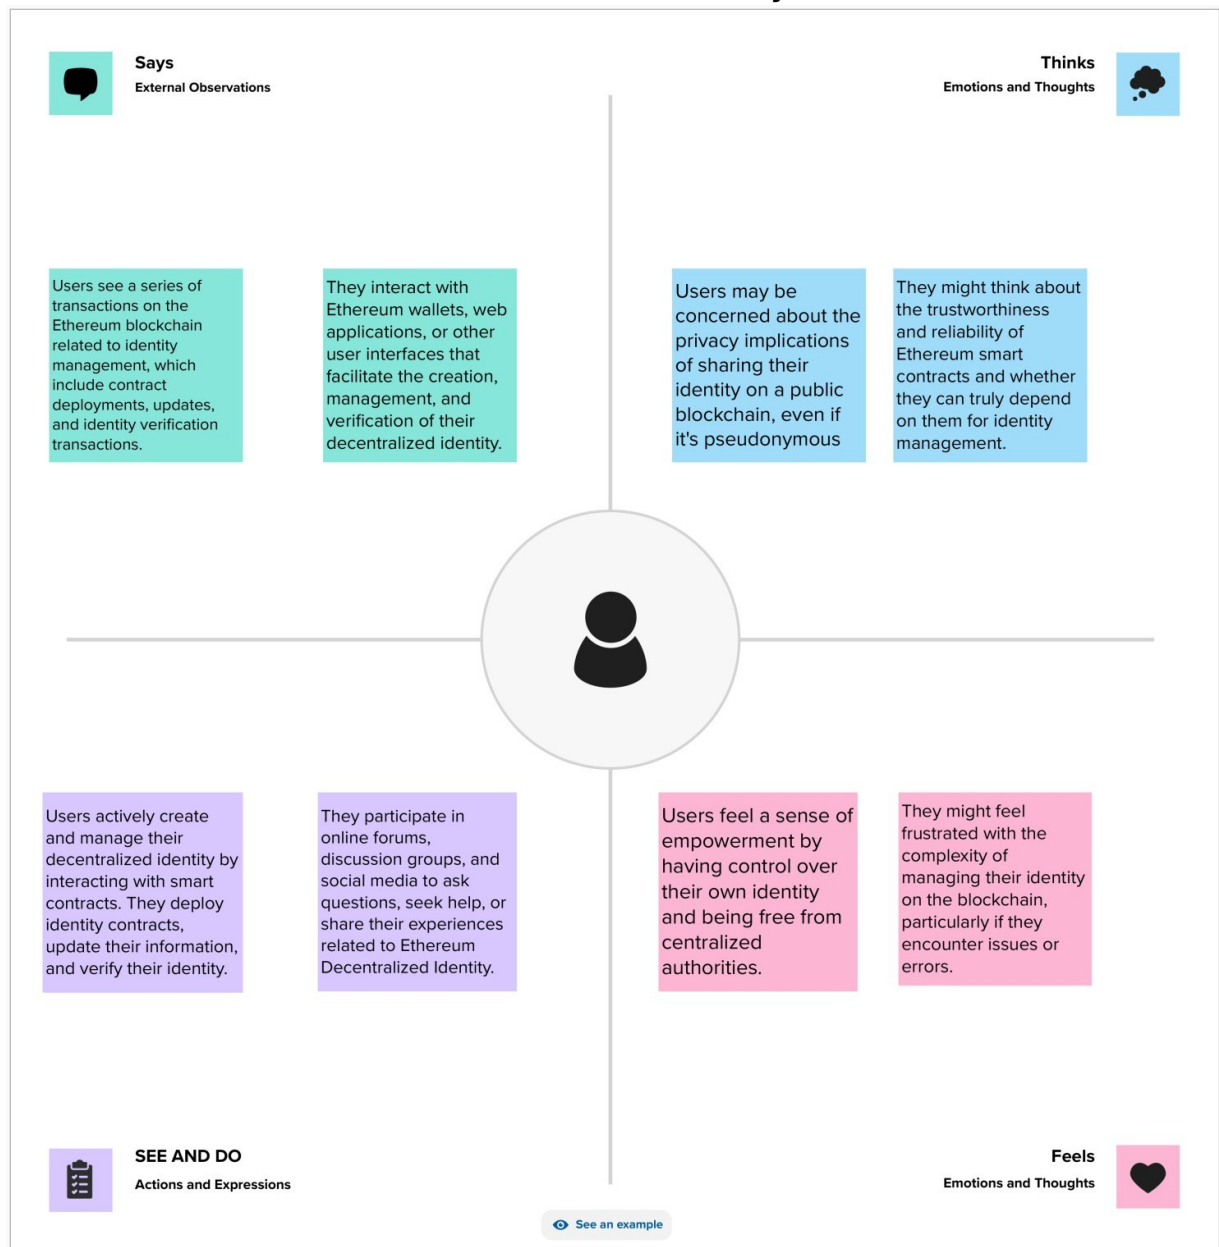 Says
External Observations
Thinks
Emotions and Thoughts
Users see a series of
transactions on the
Ethereum blockchain
related to identity
management, which
include contract
deployments, updates,
and identity verification
transactions.
They interact with
Ethereum wallets, web
applications, or other
user interfaces that
facilitate the creation,
management, and
verification of their
decentralized identity.
Users may be
concerned about the
privacy implications
of sharing their
identity on a public
blockchain, even if
it's pseudonymous
They might think about
the trustworthiness
and reliability of
Ethereum smart
contracts and whether
they can truly depend
on them for identity
management.
Users actively create
and manage their
decentralized identity by
interacting with smart
contracts. They deploy
identity contracts,
update their information,
and verify their identity.
They participate in
online forums,
discussion groups, and
social media to ask
questions, seek help, or
share their experiences
related to Ethereum
Decentralized Identity.
Users feel a sense of
empowerment by
having control over
their own identity
and being free from
centralized
authorities.
They might feel
frustrated with the
complexity of
managing their identity
on the blockchain,
particularly if they
encounter issues or
errors.
SEE AND DO
Actions and Expressions
Feels
Emotions and Thoughts
See an example